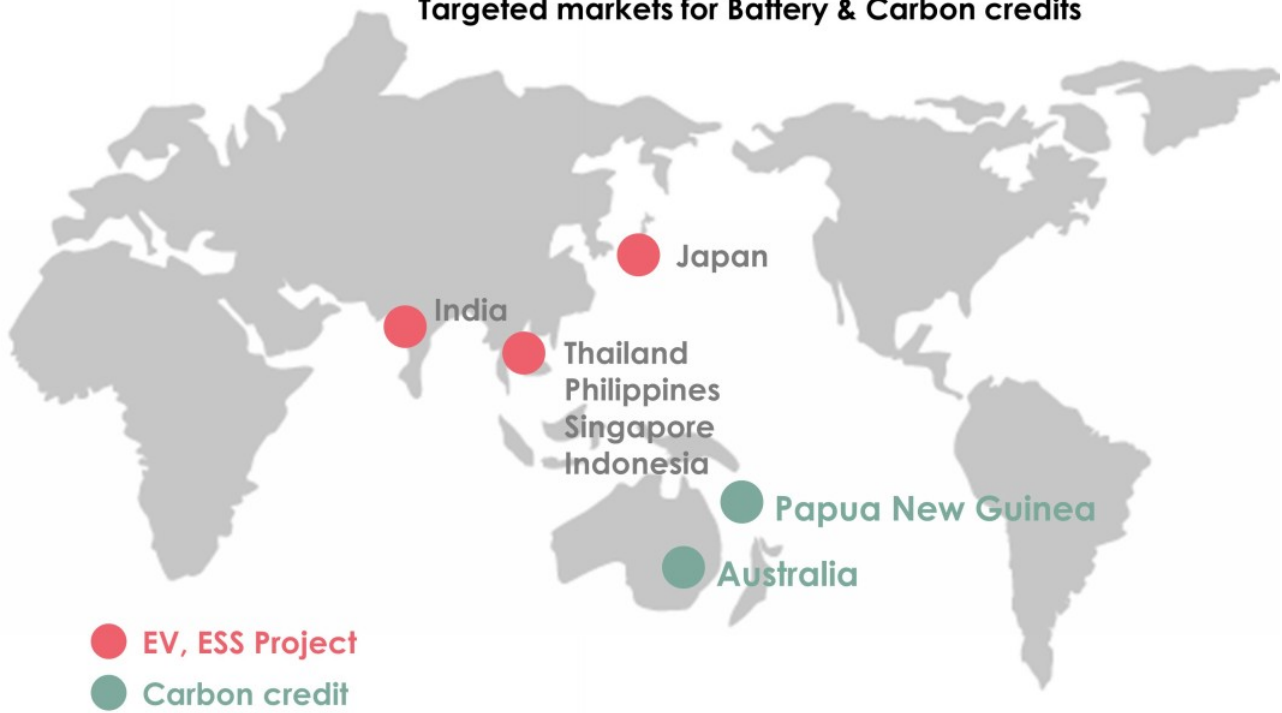 Targeted markets for Battery & Carbon credits
Japan
India
Thailand
Philippines
Singapore
Indonesia
Papua New Guinea
Australia
EV, ESS Project
Carbon credit